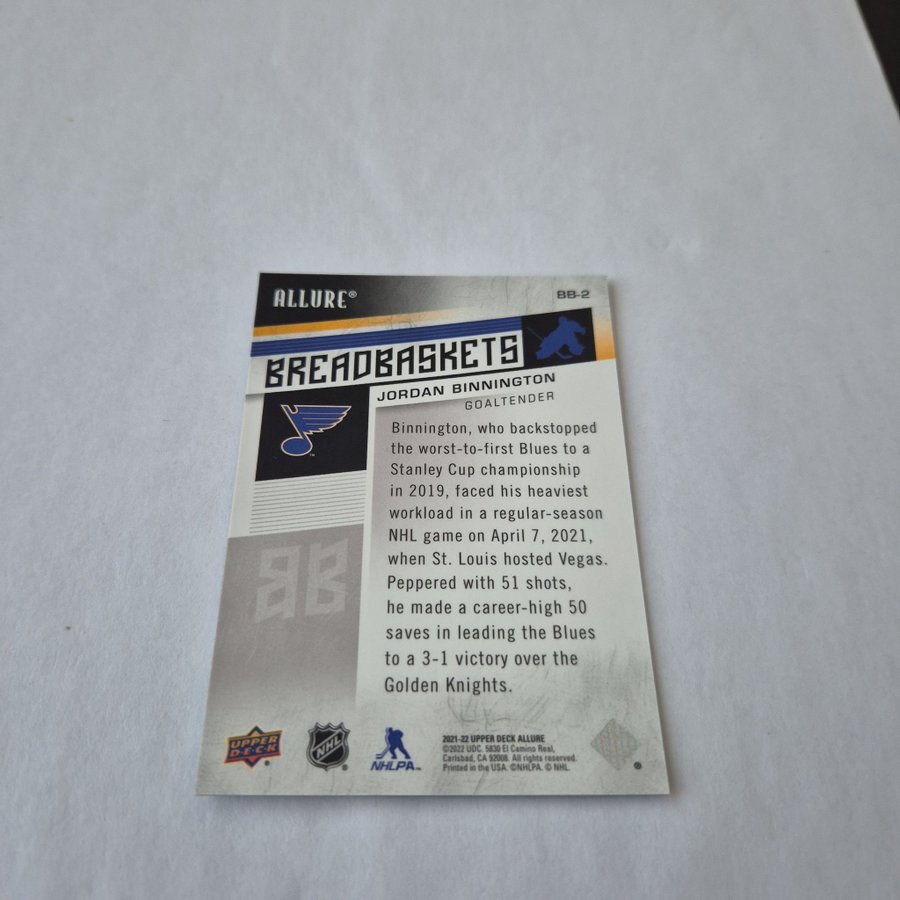 ALLURE®
BB-2
BREADBASKETS
JORDAN BINNINGTON
GOALTENDER
Binnington, who backstopped
the worst-to-first Blues to a
Stanley Cup championship
in 2019, faced his heaviest
workload in a regular-season
NHL game on April 7, 2021,
when St. Louis hosted Vegas.
Peppered with 51 shots,
he made a career-high 50
saves in leading the Blues
to a 3-1 victory over the
Golden Knights.
BB
UPPER
DECK
NHL
NHLPA™
2021-22 UPPER DECK ALLURE
©2022 UDC. 5830 El Camino Real,
Carlsbad, CA 92008. All rights reserved.
Printed in the USA. ©NHLPA. © NHL.